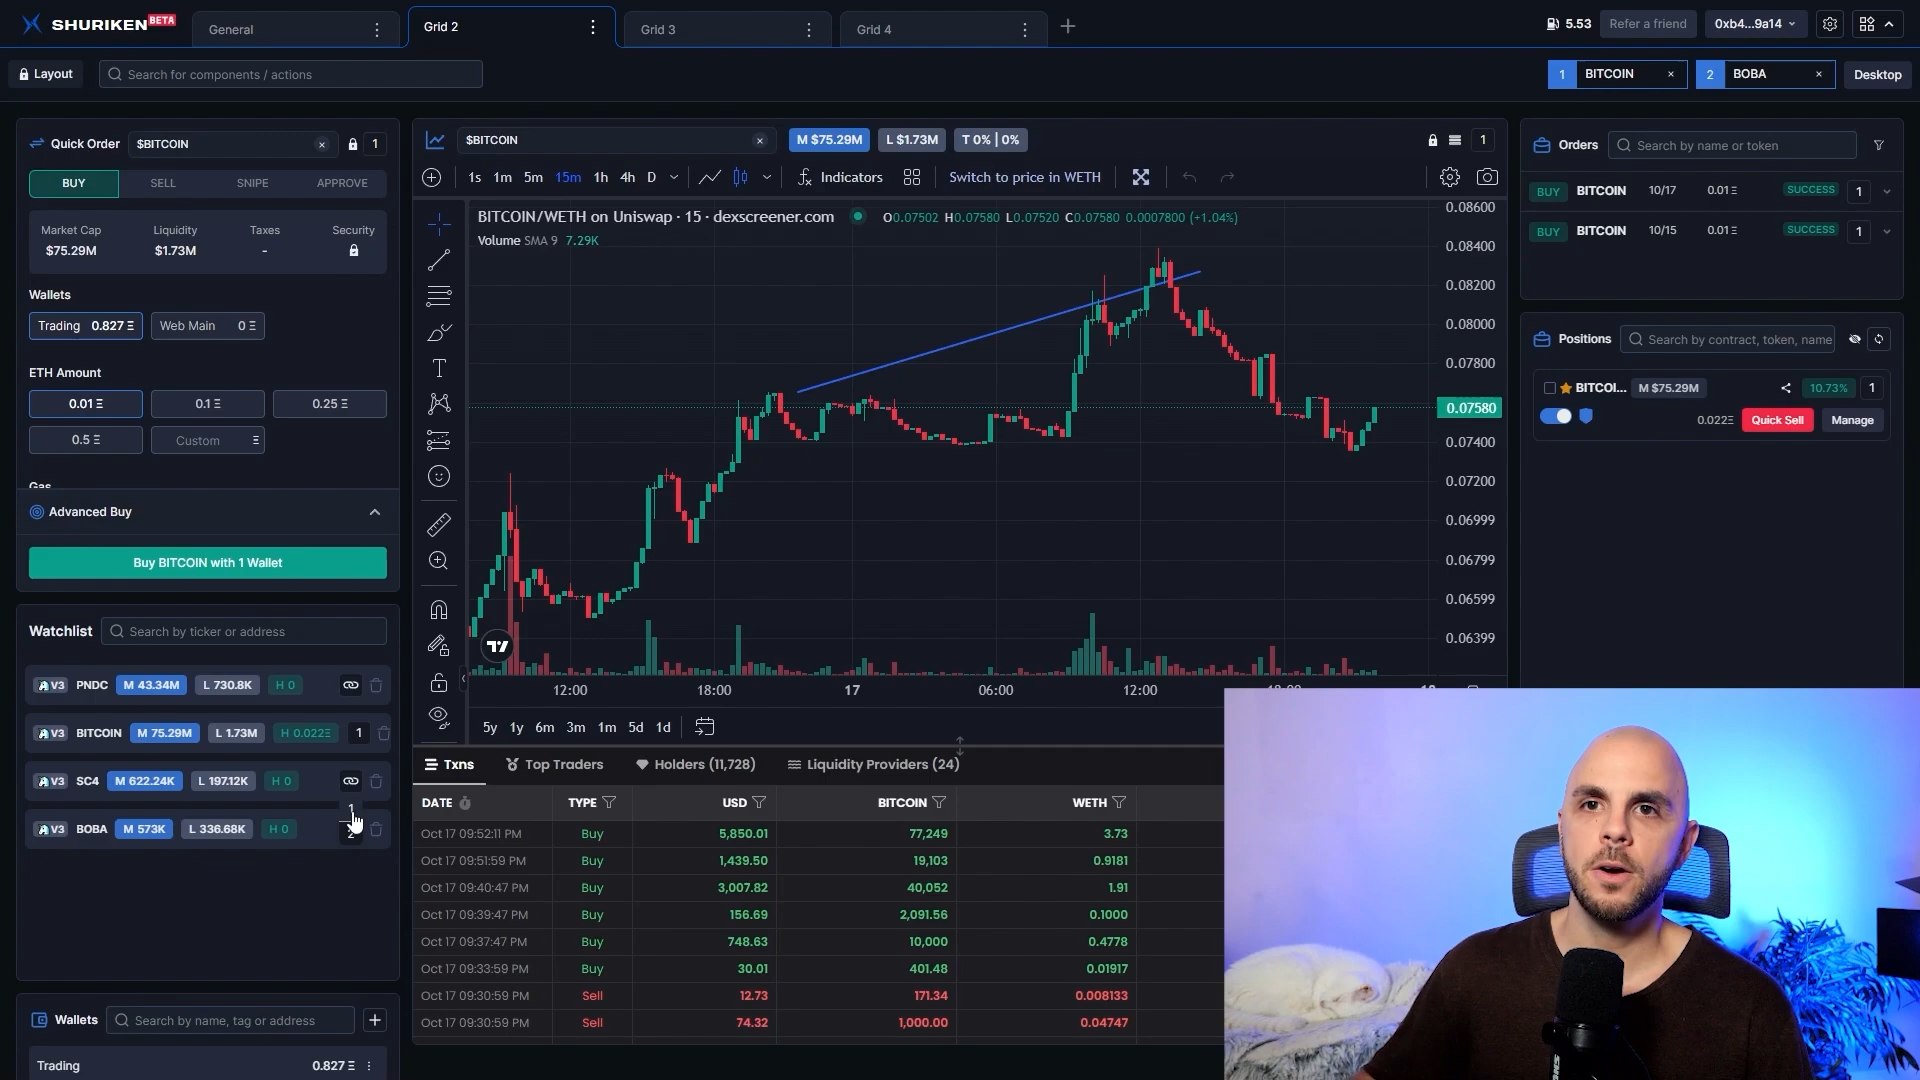 SHURIKEN BETA
General
Grid 2
Grid 3
Grid 4
5.53
Refer a friend
0xb4...9a14
Layout
Search for components / actions
1 BITCOIN ×
2 BOBA ×
Desktop
Quick Order
$BITCOIN
1
BUY
SELL
SNIPE
APPROVE
Market Cap
Liquidity
Taxes
Security
$75.29M
$1.73M
-
Wallets
Trading 0.827 Ξ
Web Main 0 Ξ
ETH Amount
0.01 Ξ
0.1 Ξ
0.25 Ξ
0.5 Ξ
Custom Ξ
Gas
Advanced Buy
Buy BITCOIN with 1 Wallet
Watchlist
Search by ticker or address
V3 PNDC M 43.34M L 730.8K H 0
V3 BITCOIN M 75.29M L 1.73M H 0.022Ξ 1
V3 SC4 M 622.24K L 197.12K H 0
1
V3 BOBA M 573K L 336.68K H 0
2
Wallets
Search by name, tag or address
Trading 0.827 Ξ
$BITCOIN
M $75.29M
L $1.73M
T 0% | 0%
1
1s 1m 5m 15m 1h 4h D
Indicators
Switch to price in WETH
BITCOIN/WETH on Uniswap · 15 · dexscreener.com
O0.07502 H0.07580 L0.07520 C0.07580 0.0007800 (+1.04%)
Volume SMA 9 7.29K
0.08600
0.08400
0.08200
0.08000
0.07800
0.07580
0.07400
0.07200
0.06999
0.06799
0.06599
0.06399
12:00
18:00
17
06:00
12:00
5y 1y 6m 3m 1m 5d 1d
Txns
Top Traders
Holders (11,728)
Liquidity Providers (24)
DATE TYPE USD BITCOIN WETH
Oct 17 09:52:11 PM Buy 5,850.01 77,249 3.73
Oct 17 09:51:59 PM Buy 1,439.50 19,103 0.9181
Oct 17 09:40:47 PM Buy 3,007.82 40,052 1.91
Oct 17 09:39:47 PM Buy 156.69 2,091.56 0.1000
Oct 17 09:37:47 PM Buy 748.63 10,000 0.4778
Oct 17 09:33:59 PM Buy 30.01 401.48 0.01917
Oct 17 09:30:59 PM Sell 12.73 171.34 0.008133
Oct 17 09:30:59 PM Sell 74.32 1,000.00 0.04747
Orders
Search by name or token
BUY BITCOIN 10/17 0.01 Ξ SUCCESS 1
BUY BITCOIN 10/15 0.01 Ξ SUCCESS 1
Positions
Search by contract, token, name
BITCOI... M $75.29M 10.73% 1
0.022Ξ Quick Sell Manage